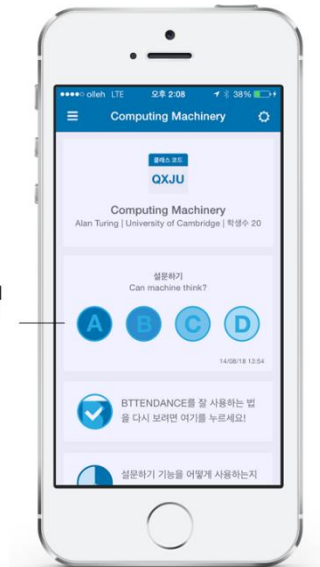 olleh LTE 오후 2:08 38%
Computing Machinery
클래스 코드
QXJU
Computing Machinery
Alan Turing | University of Cambridge | 학생수 20
설문하기
Can machine think?
A B C D
14/08/18 13:54
BTTENDANCE를 잘 사용하는 법
을 다시 보려면 여기를 누르세요!
설문하기 기능을 어떻게 사용하는지